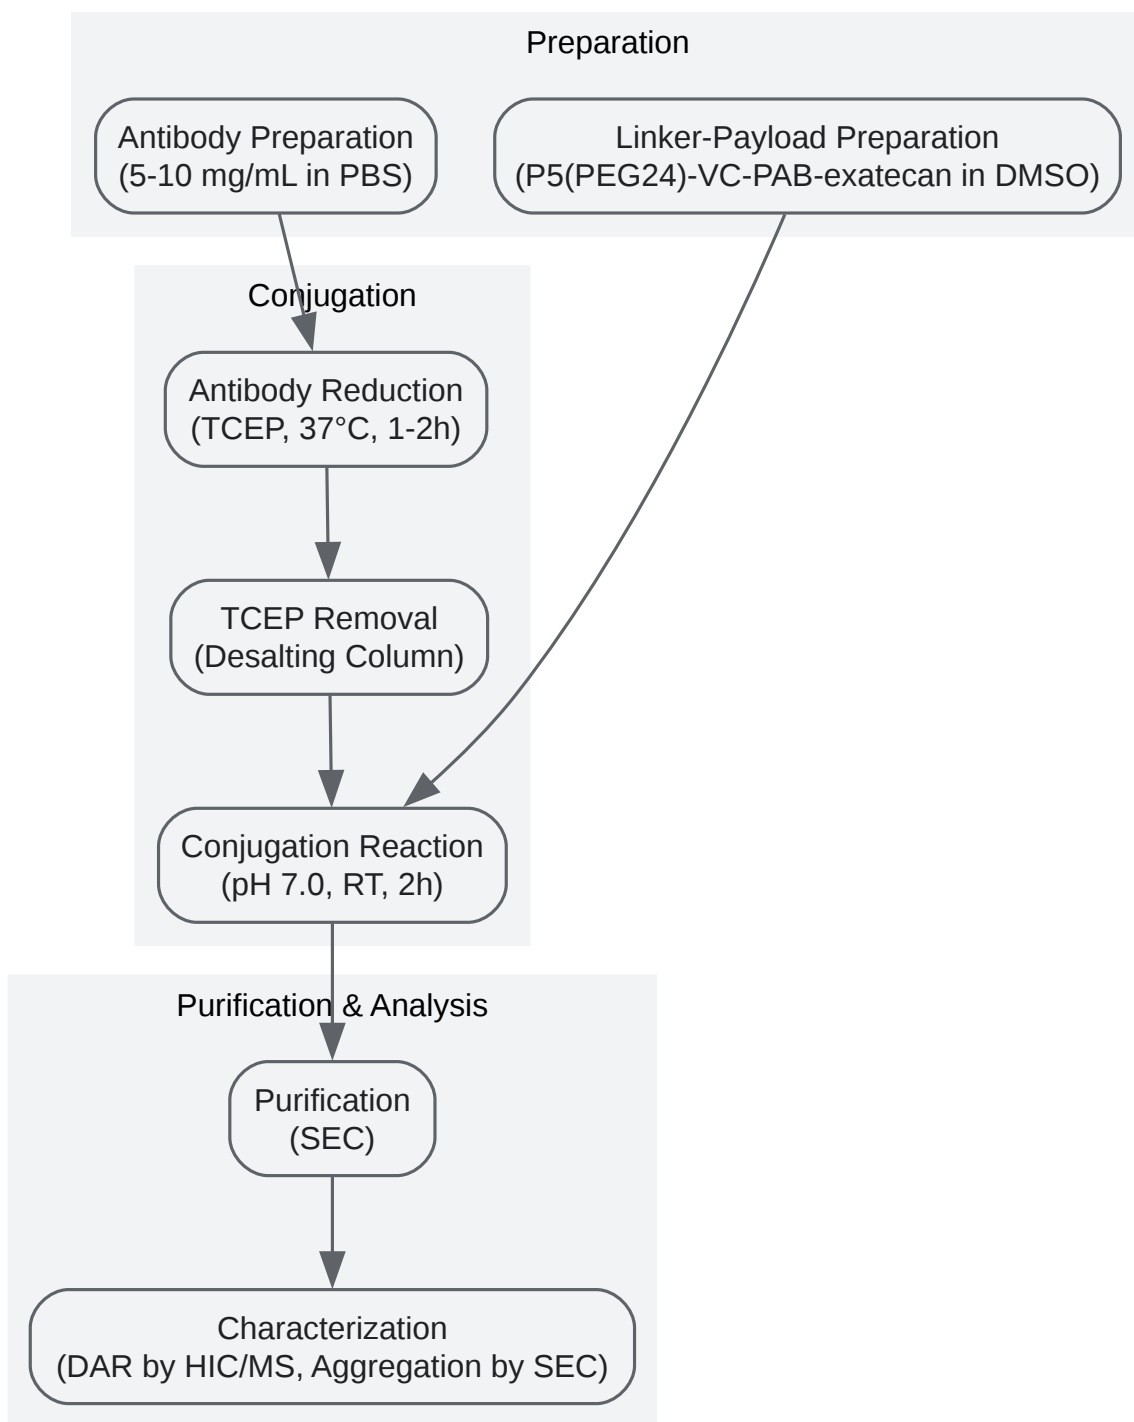 Preparation
Antibody Preparation
(5-10 mg/mL in PBS)
Linker-Payload Preparation
(P5(PEG24)-VC-PAB-exatecan in DMSO)
Conjugation
Antibody Reduction
(TCEP, 37°C, 1-2h)
TCEP Removal
(Desalting Column)
Conjugation Reaction
(pH 7.0, RT, 2h)
Purification & Analysis
Purification
(SEC)
Characterization
(DAR by HIC/MS, Aggregation by SEC)